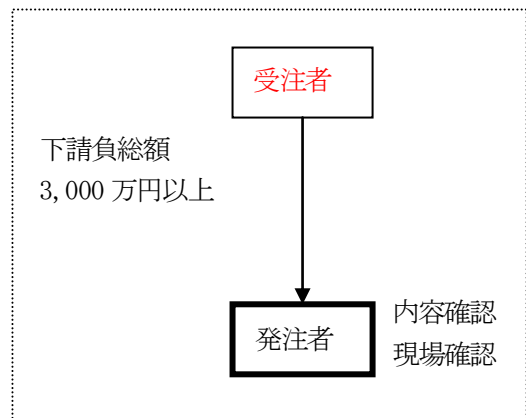 受注者
下請負総額
3,000 万円以上
発注者
内容確認
現場確認